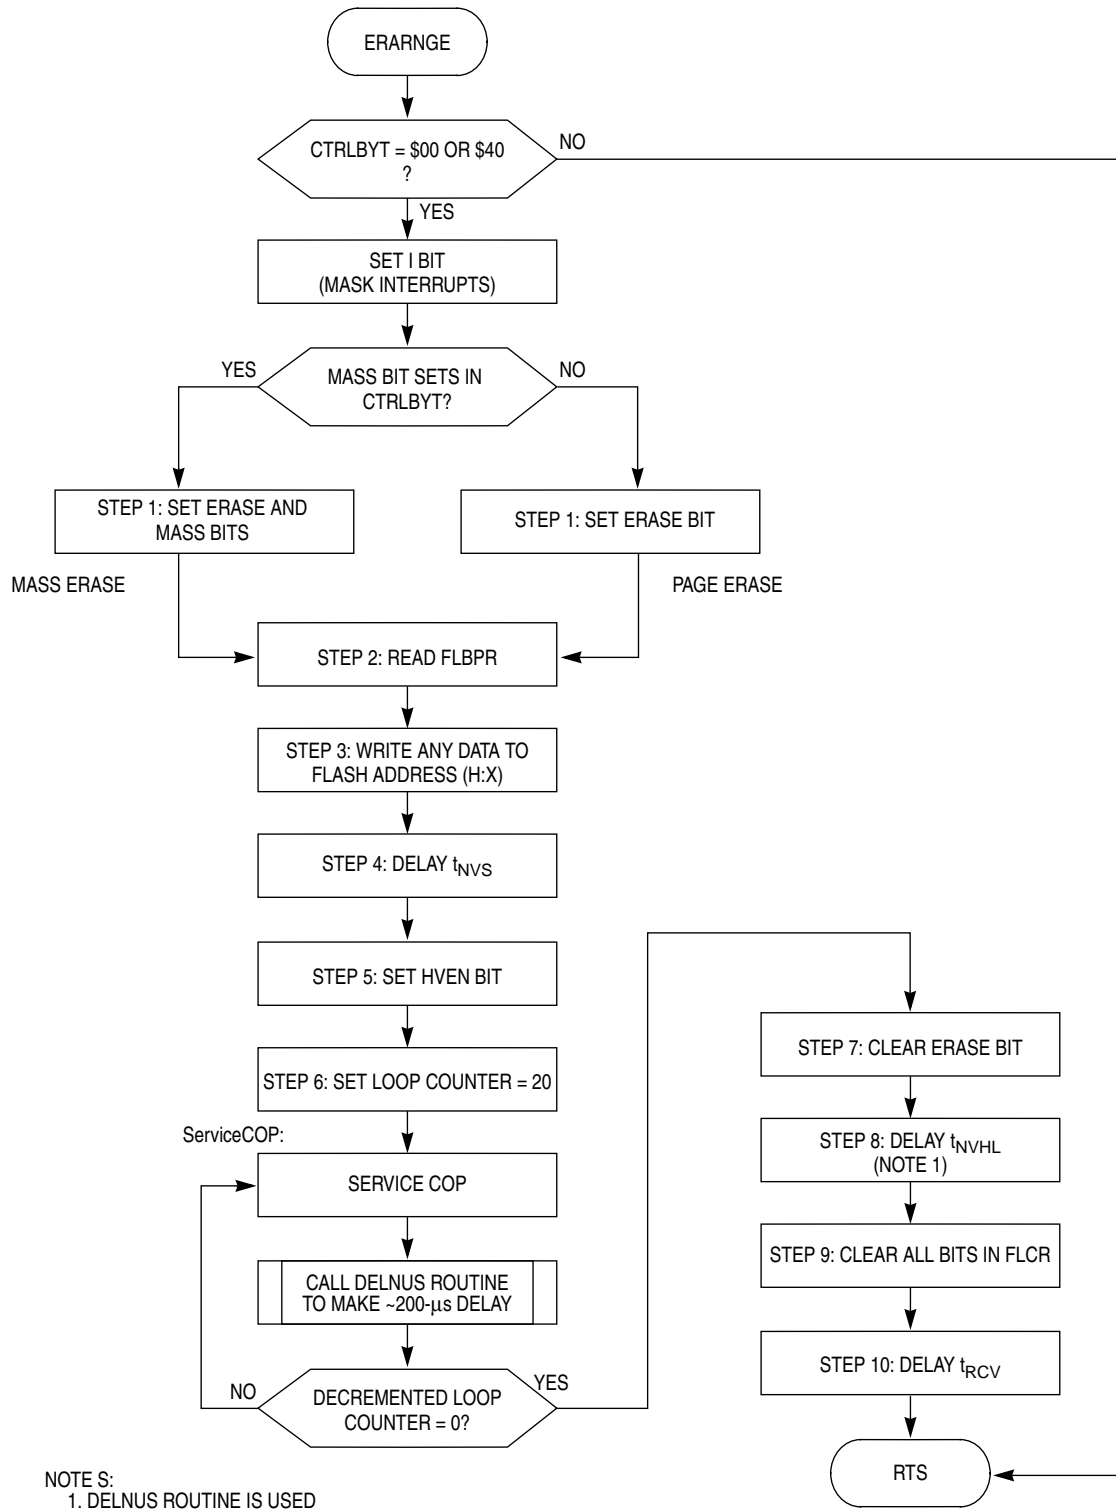 ERARNGE
CTRLBYT = $00 OR $40
?
NO
YES
SET I BIT
(MASK INTERRUPTS)
YES
MASS BIT SETS IN
CTRLBYT?
NO
STEP 1: SET ERASE AND
MASS BITS
STEP 1: SET ERASE BIT
MASS ERASE
PAGE ERASE
STEP 2: READ FLBPR
STEP 3: WRITE ANY DATA TO
FLASH ADDRESS (H:X)
STEP 4: DELAY tNVS
STEP 5: SET HVEN BIT
STEP 6: SET LOOP COUNTER = 20
ServiceCOP:
SERVICE COP
CALL DELNUS ROUTINE
TO MAKE ~200-μs DELAY
NO
DECREMENTED LOOP
COUNTER = 0?
YES
STEP 7: CLEAR ERASE BIT
STEP 8: DELAY tNVHL
(NOTE 1)
STEP 9: CLEAR ALL BITS IN FLCR
STEP 10: DELAY tRCV
RTS
NOTE S:
1. DELNUS ROUTINE IS USED